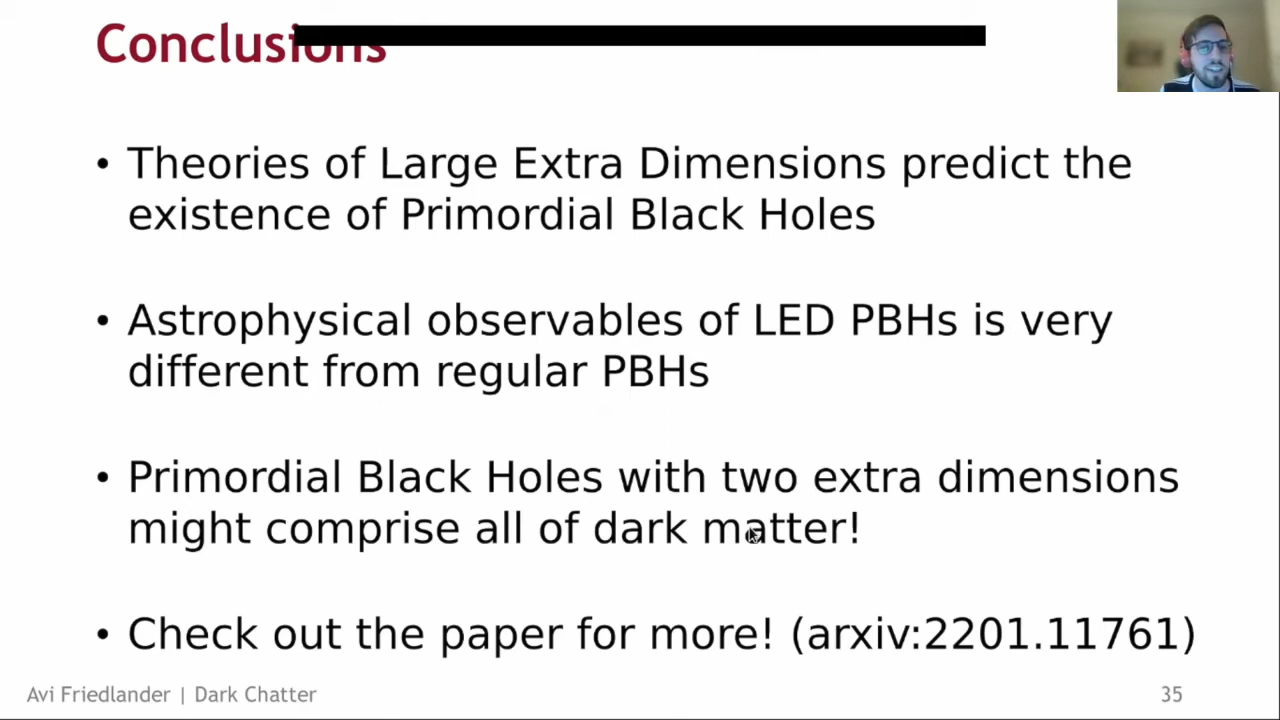 Conclusions
• Theories of Large Extra Dimensions predict the
existence of Primordial Black Holes
• Astrophysical observables of LED PBHs is very
different from regular PBHs
• Primordial Black Holes with two extra dimensions
might comprise all of dark matter!
• Check out the paper for more! (arxiv:2201.11761)
Avi Friedlander | Dark Chatter
35